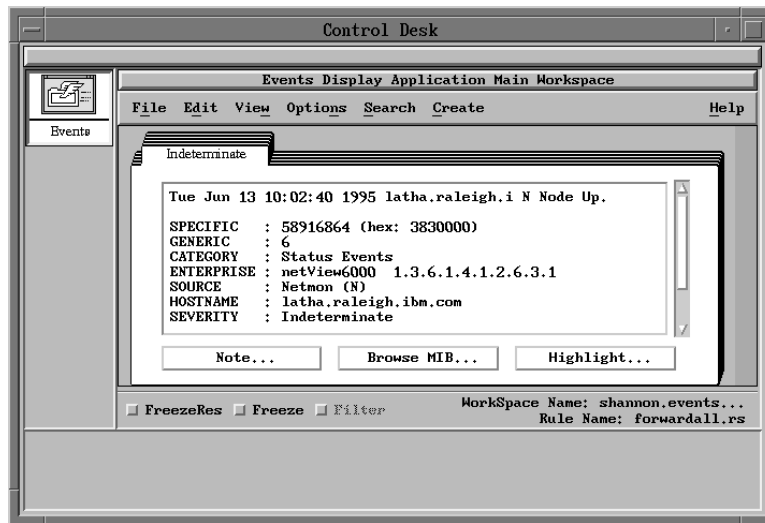 Control Desk
Events Display Application Main Workspace
File Edit View Options Search Create Help
Events
Indeterminate
Tue Jun 13 10:02:40 1995 latha.raleigh.i N Node Up.
SPECIFIC : 58916864 (hex: 3830000)
GENERIC : 6
CATEGORY : Status Events
ENTERPRISE : netView6000 1.3.6.1.4.1.2.6.3.1
SOURCE : Netmon (N)
HOSTNAME : latha.raleigh.ibm.com
SEVERITY : Indeterminate
Note... Browse MIB... Highlight...
FreezeRes Freeze Filter WorkSpace Name: shannon.events...
Rule Name: forwardall.rs